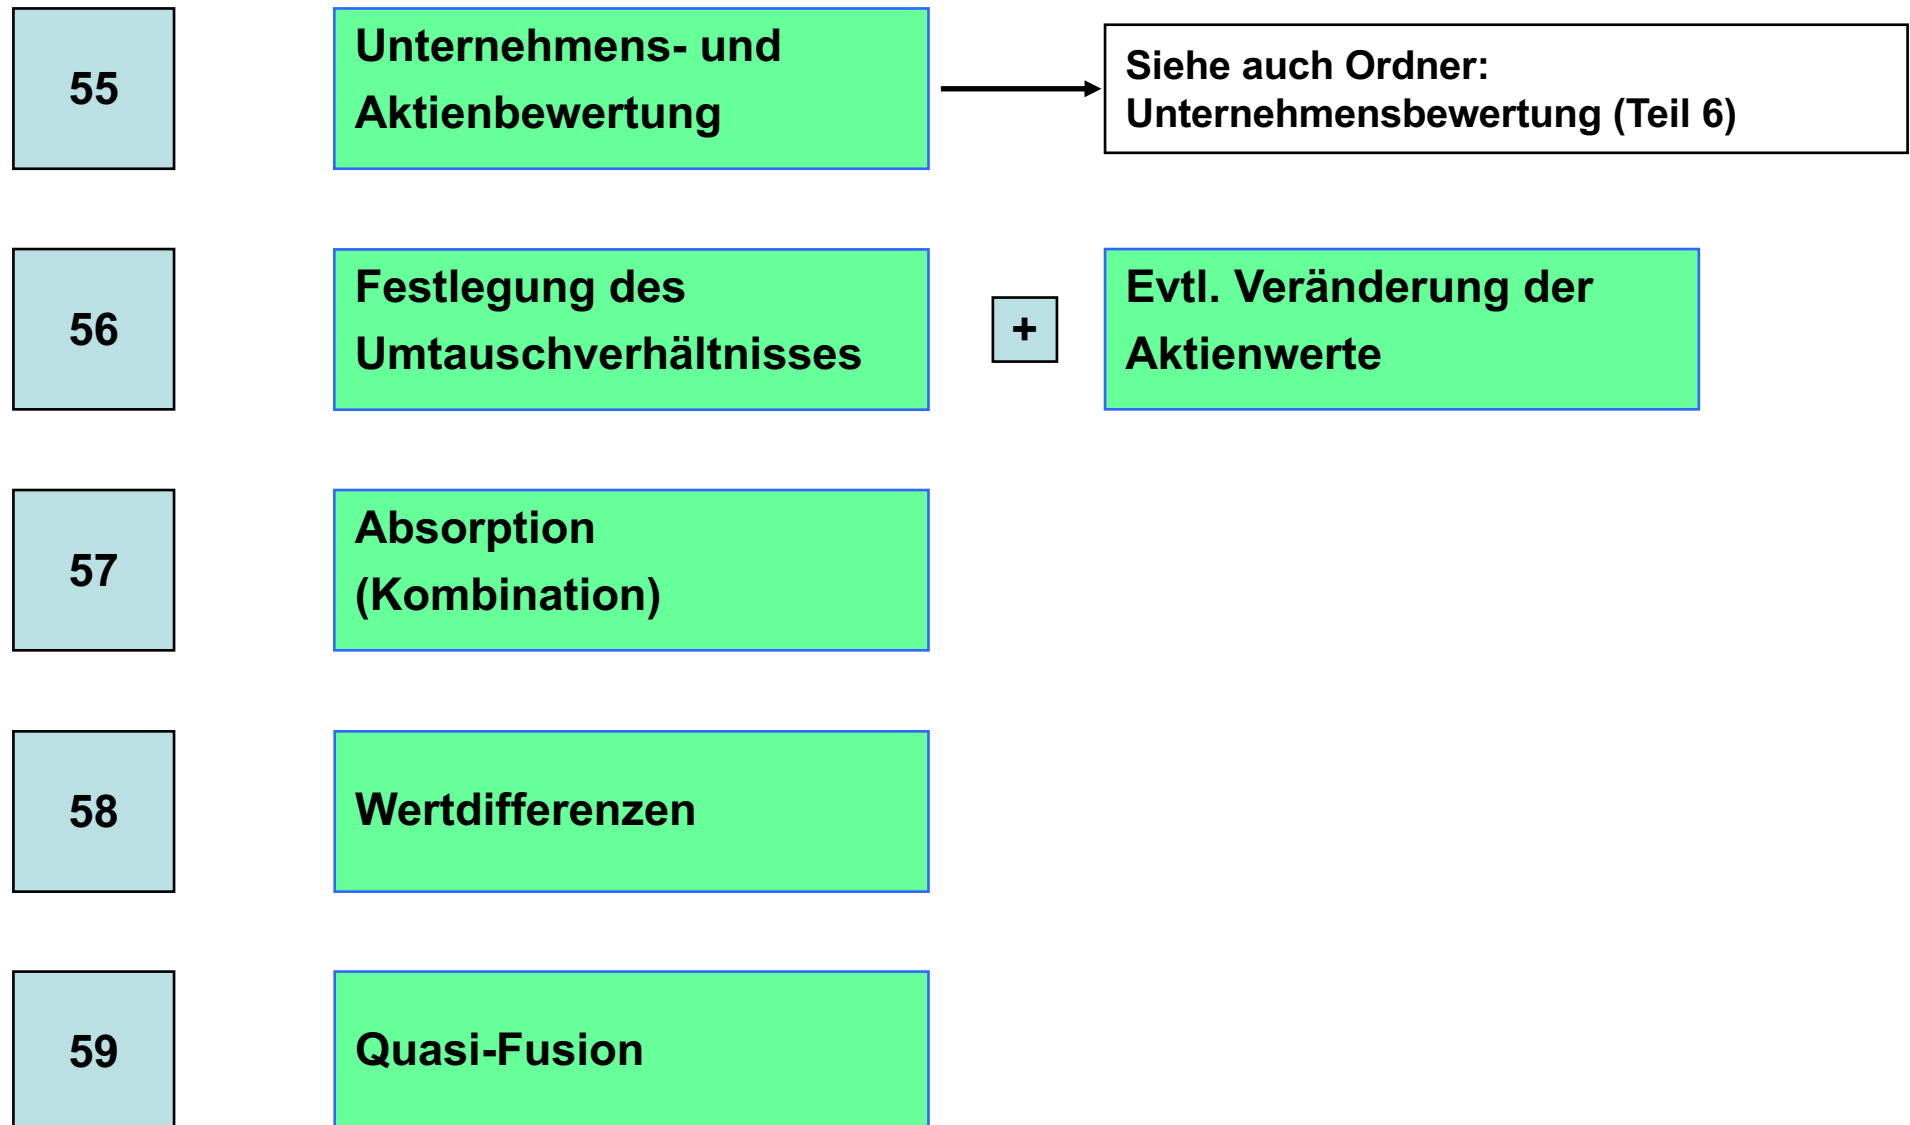 55
Unternehmens- und
Aktienbewertung
Siehe auch Ordner:
Unternehmensbewertung (Teil 6)
56
Festlegung des
Umtauschverhältnisses
+
Evtl. Veränderung der
Aktienwerte
57
Absorption
(Kombination)
58
Wertdifferenzen
59
Quasi-Fusion